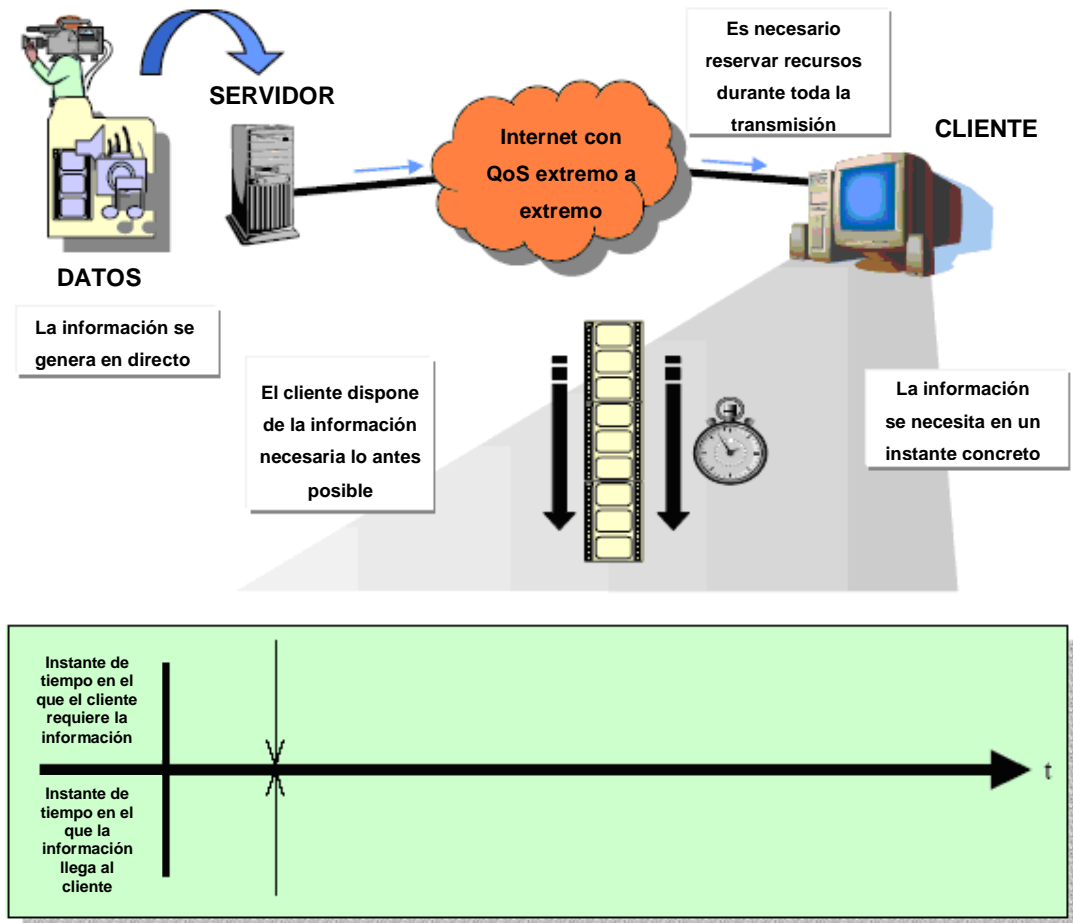 SERVIDOR
Internet con
QoS extremo a
extremo
Es necesario
reservar recursos
durante toda la
transmisión
CLIENTE
DATOS
La información se
genera en directo
El cliente dispone
de la información
necesaria lo antes
posible
La información
se necesita en un
instante concreto
Instante de
tiempo en el
que el cliente
requiere la
información
t
Instante de
tiempo en el
que la
información
llega al
cliente